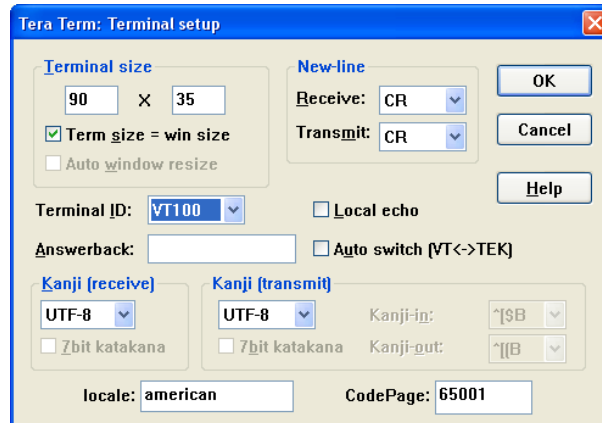 Tera Term: Terminal setup
Terminal size
90 X 35
Term size = win size
Auto window resize
New-line
Receive: CR
Transmit: CR
OK
Cancel
Help
Terminal ID: VT100
Local echo
Answerback:
Auto switch (VT<->TEK)
Kanji (receive)
UTF-8
7bit katakana
Kanji (transmit)
UTF-8
7bit katakana
Kanji-in: ^[$B
Kanji-out: ^[(B
locale: american
CodePage: 65001